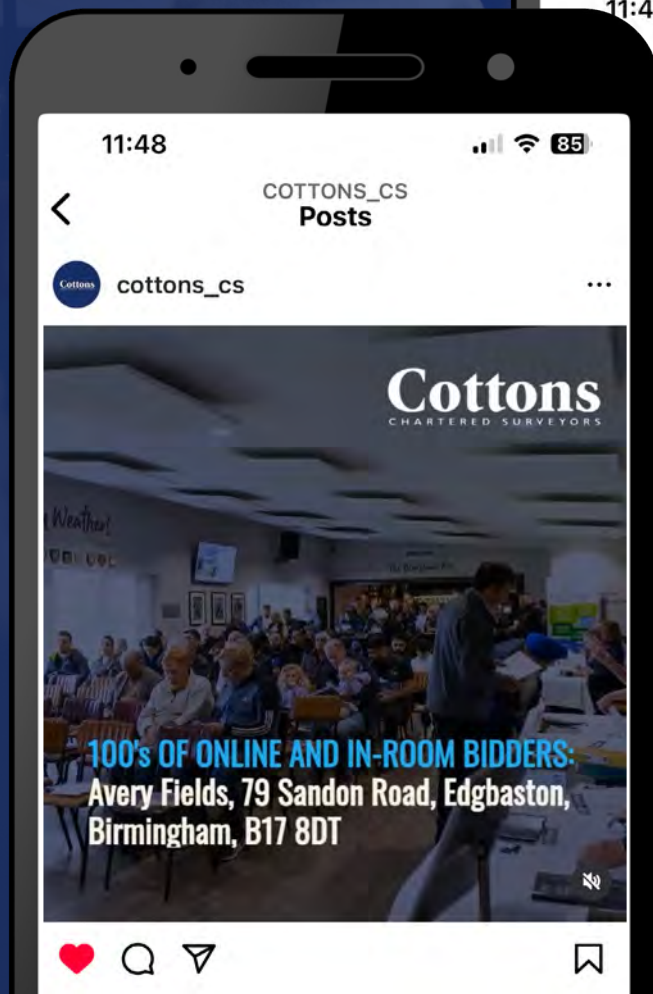 11:4
11:48
85
COTTONS_CS
Posts
Cottons
cottons_cs
Cottons
CHARTERED SURVEYORS
Weather!
100's OF ONLINE AND IN-ROOM BIDDERS:
Avery Fields, 79 Sandon Road, Edgbaston,
Birmingham, B17 8DT